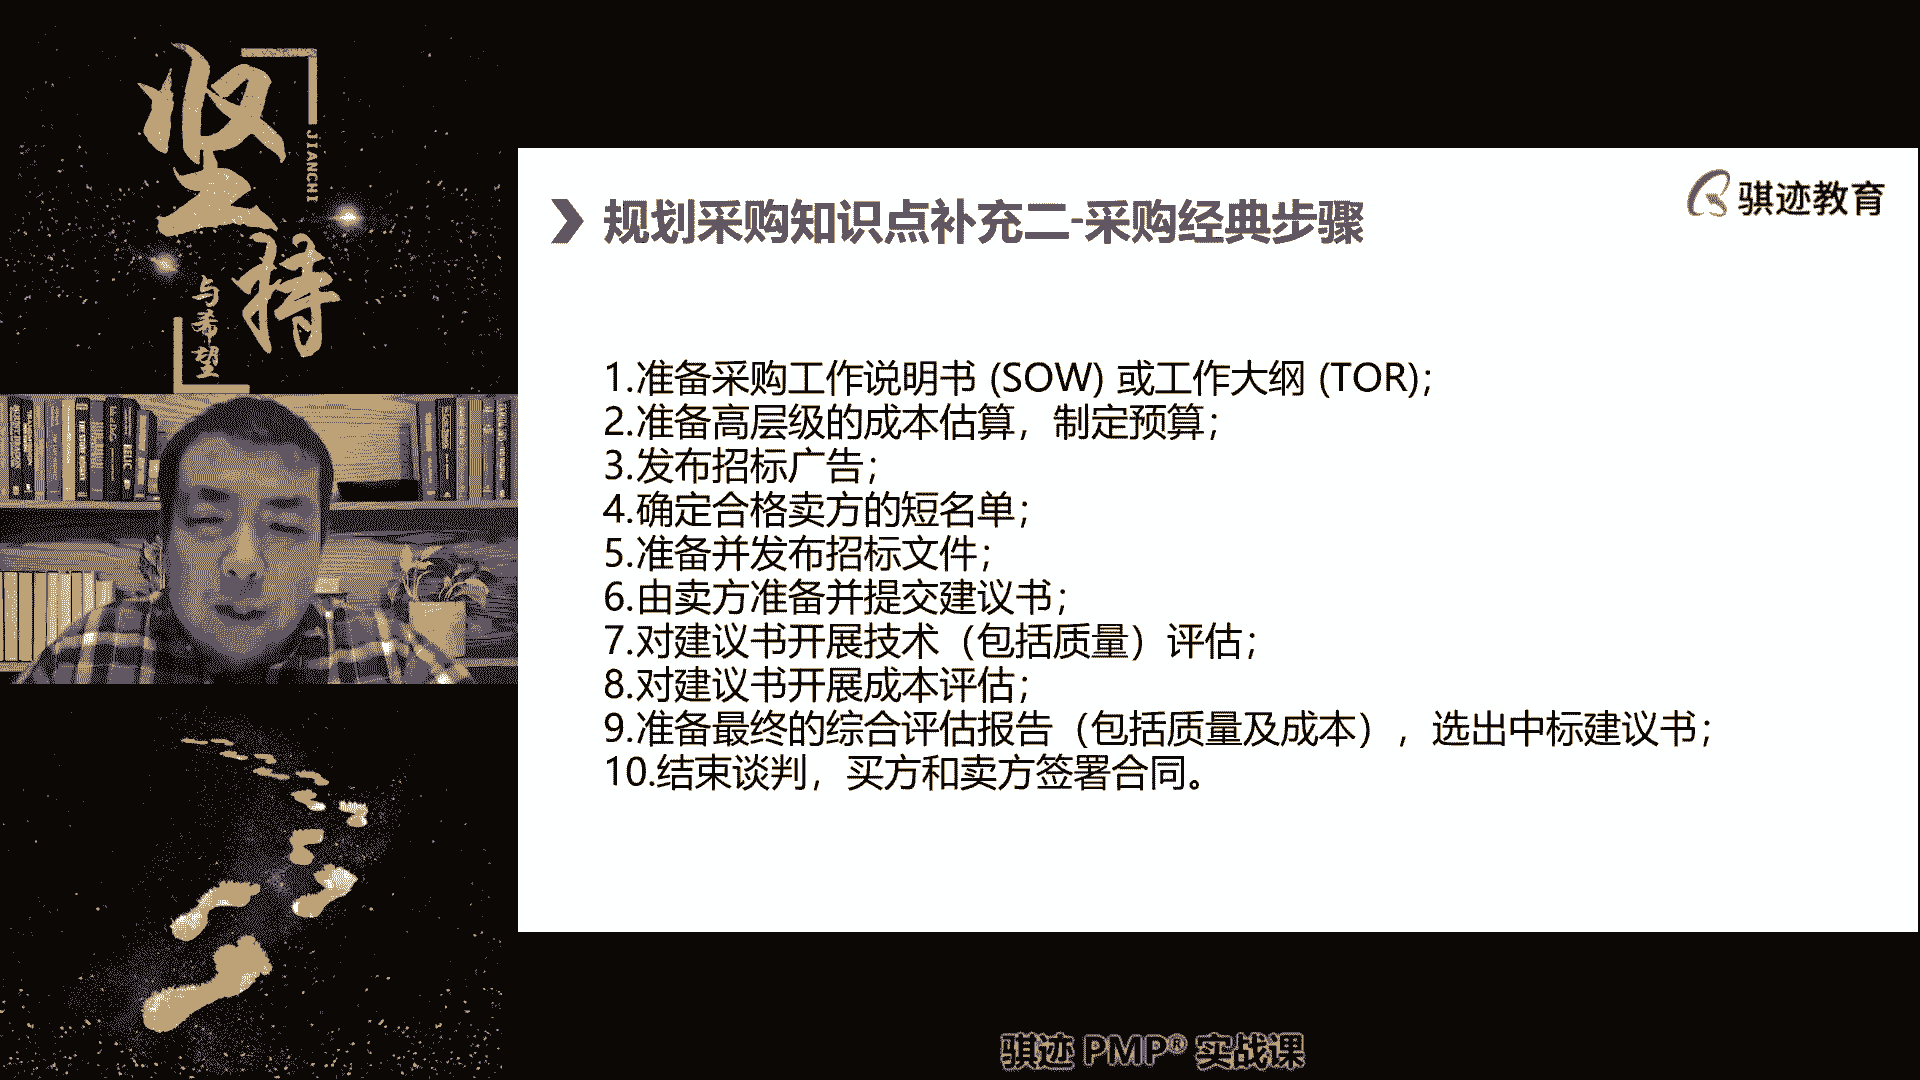 坚持
JIANCHI
与希望
骐迹教育
规划采购知识点补充二-采购经典步骤
1.准备采购工作说明书 (SOW) 或工作大纲 (TOR)；
2.准备高层级的成本估算，制定预算；
3.发布招标广告；
4.确定合格卖方的短名单；
5.准备并发布招标文件；
6.由卖方准备并提交建议书；
7.对建议书开展技术（包括质量）评估；
8.对建议书开展成本评估；
9.准备最终的综合评估报告（包括质量及成本），选出中标建议书；
10.结束谈判，买方和卖方签署合同。
骐迹 PMP® 实战课